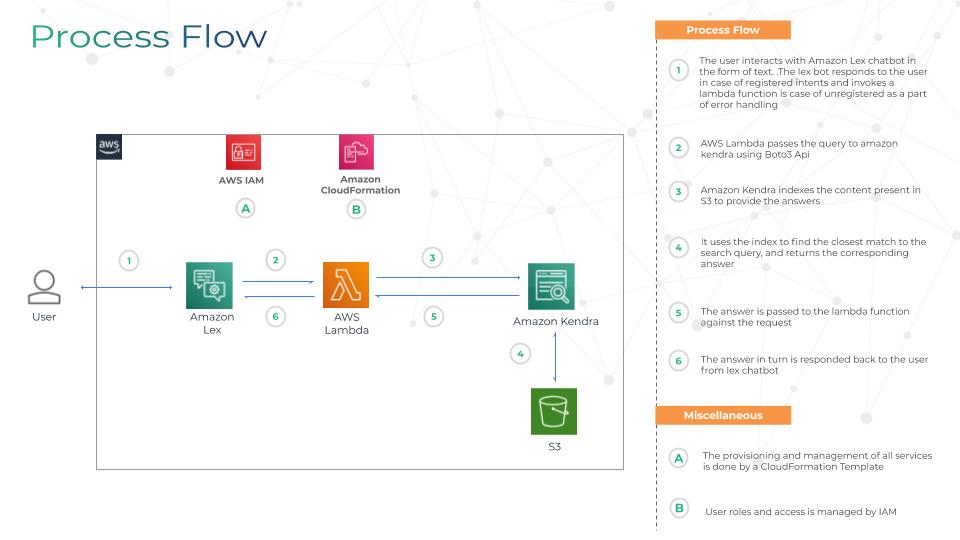 Process Flow
aws
AWS IAM
A
Amazon
CloudFormation
B
1
2
3
User
Amazon
Lex
6
AWS
Lambda
5
Amazon Kendra
4
S3
Process Flow
1
The user interacts with Amazon Lex chatbot in
the form of text. .The lex bot responds to the user
in case of registered intents and invokes a
lambda function is case of unregistered as a part
of error handling
2
AWS Lambda passes the query to amazon
kendra using Boto3 Api
3
Amazon Kendra indexes the content present in
S3 to provide the answers
4
It uses the index to find the closest match to the
search query, and returns the corresponding
answer
5
The answer is passed to the lambda function
against the request
6
The answer in turn is responded back to the user
from lex chatbot
Miscellaneous
A
The provisioning and management of all services
is done by a CloudFormation Template
B
User roles and access is managed by IAM